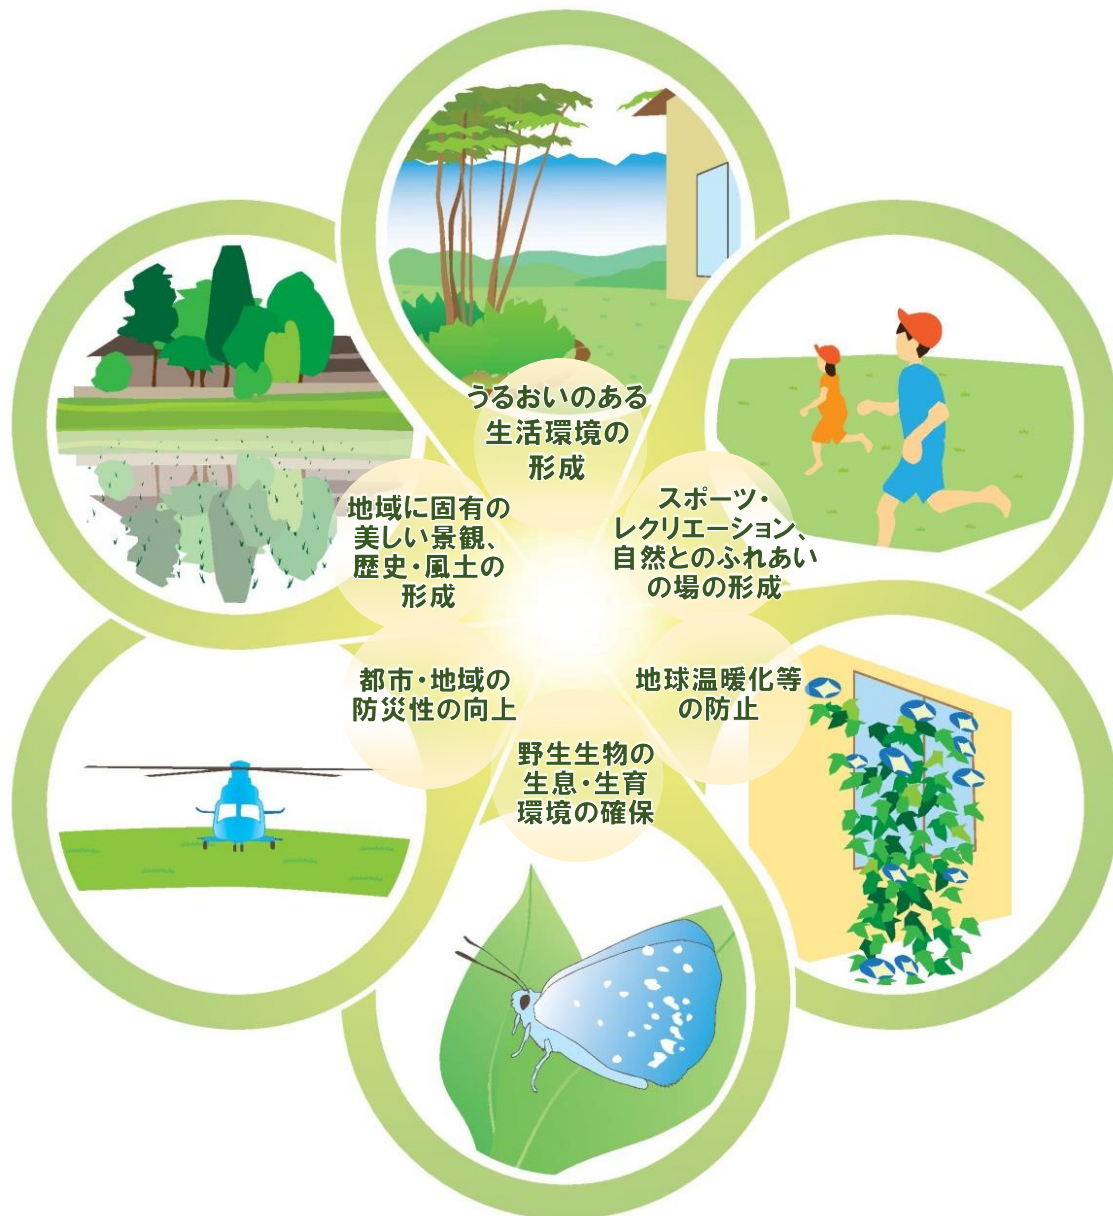 うるおいのある
生活環境の
形成
地域に固有の
美しい景観、
歴史・風土の
形成
スポーツ・
レクリエーション、
自然とのふれあい
の場の形成
都市・地域の
防災性の向上
地球温暖化等
の防止
野生生物の
生息・生育
環境の確保